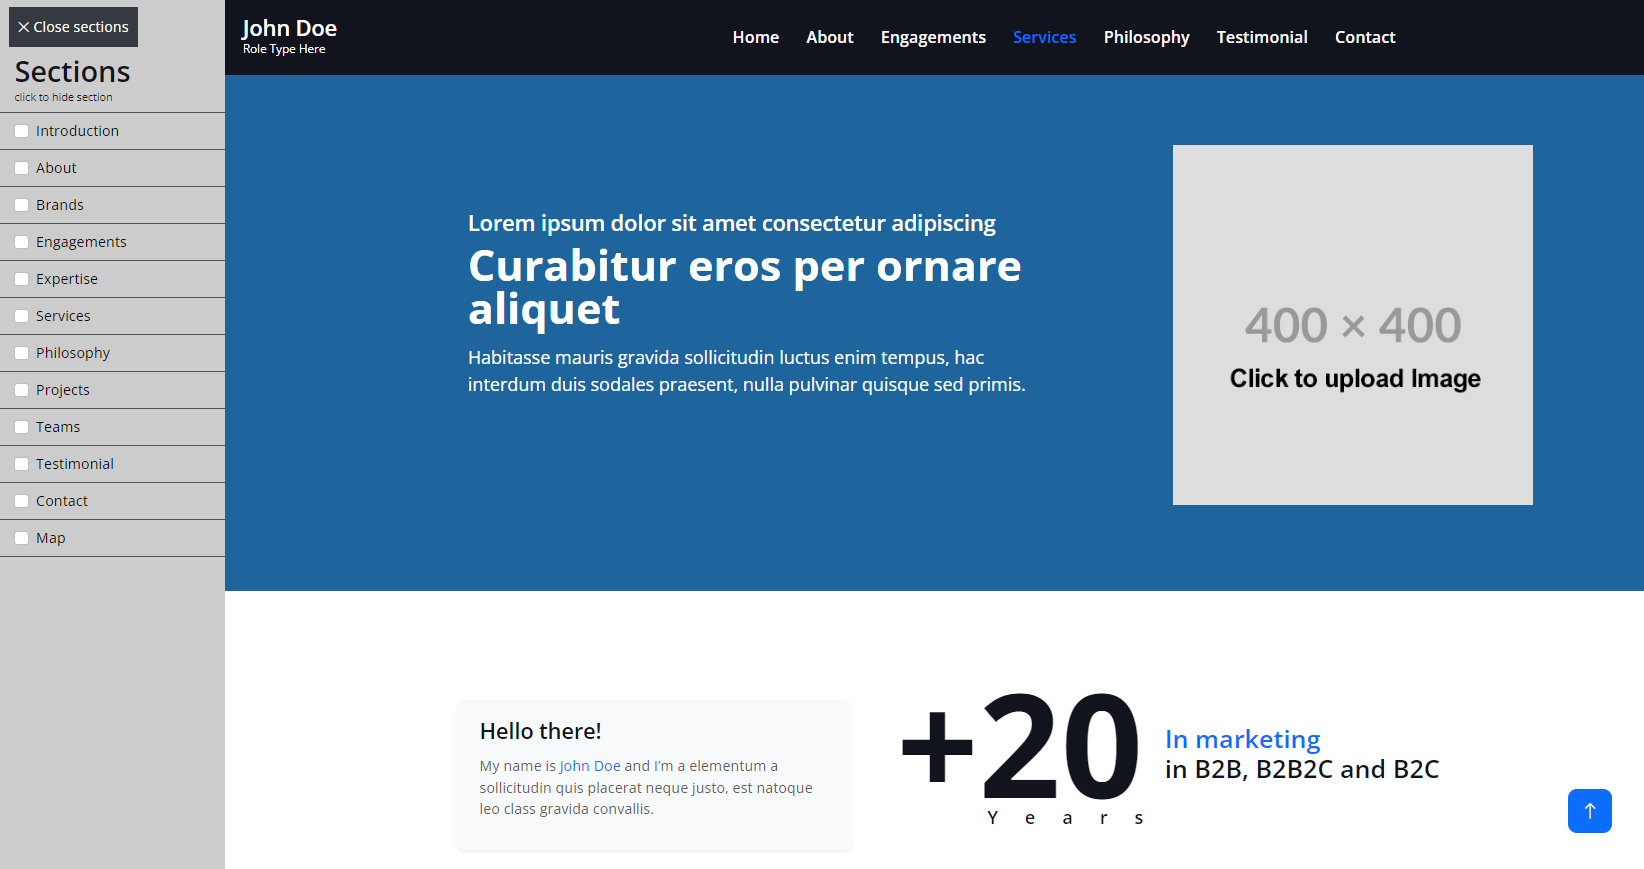 Close sections
Sections
click to hide section
Introduction
About
Brands
Engagements
Expertise
Services
Philosophy
Projects
Teams
Testimonial
Contact
Map
John Doe
Role Type Here
Home About Engagements Services Philosophy Testimonial Contact
Lorem ipsum dolor sit amet consectetur adipiscing
Curabitur eros per ornare
aliquet
Habitasse mauris gravida sollicitudin luctus enim tempus, hac
interdum duis sodales praesent, nulla pulvinar quisque sed primis.
400 × 400
Click to upload Image
Hello there!
My name is John Doe and I’m a elementum a
sollicitudin quis placerat neque justo, est natoque
leo class gravida convallis.
+20
Years
In marketing
in B2B, B2B2C and B2C